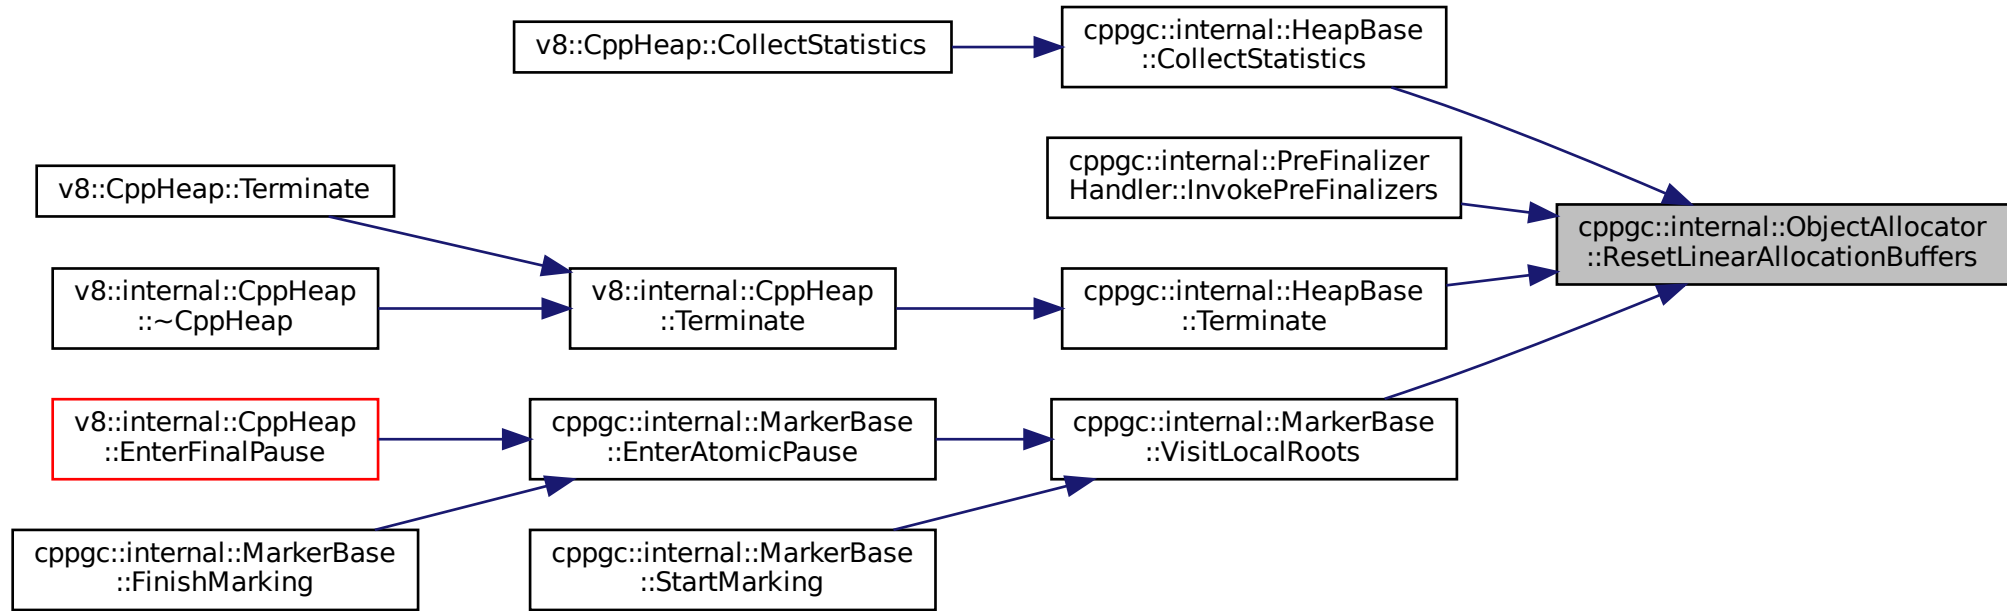 v8::CppHeap::CollectStatistics
cppgc::internal::HeapBase
::CollectStatistics
cppgc::internal::PreFinalizer
Handler::InvokePreFinalizers
v8::CppHeap::Terminate
cppgc::internal::ObjectAllocator
::ResetLinearAllocationBuffers
v8::internal::CppHeap
::~CppHeap
v8::internal::CppHeap
::Terminate
cppgc::internal::HeapBase
::Terminate
v8::internal::CppHeap
::EnterFinalPause
cppgc::internal::MarkerBase
::EnterAtomicPause
cppgc::internal::MarkerBase
::VisitLocalRoots
cppgc::internal::MarkerBase
::FinishMarking
cppgc::internal::MarkerBase
::StartMarking